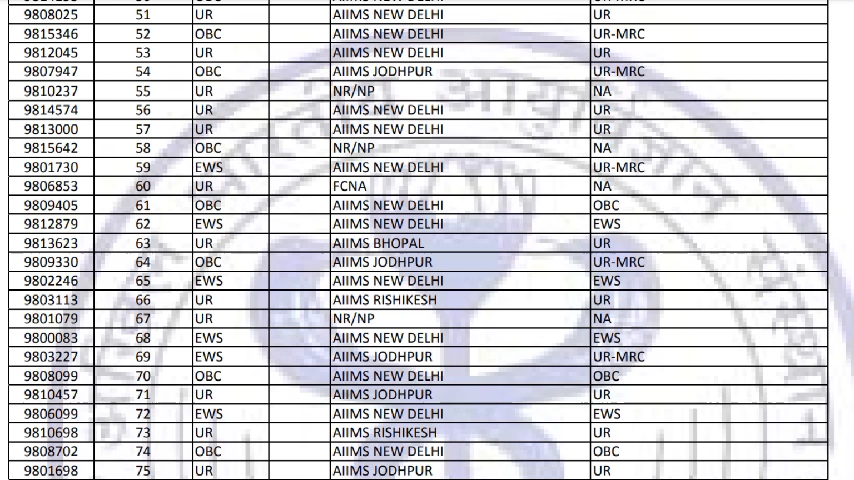 9808025 51 UR AIIMS NEW DELHI UR
9815346 52 OBC AIIMS NEW DELHI UR-MRC
9812045 53 UR AIIMS NEW DELHI UR
9807947 54 OBC AIIMS JODHPUR UR-MRC
9810237 55 UR NR/NP NA
9814574 56 UR AIIMS NEW DELHI UR
9813000 57 UR AIIMS NEW DELHI UR
9815642 58 OBC NR/NP NA
9801730 59 EWS AIIMS NEW DELHI UR-MRC
9806853 60 UR FCNA NA
9809405 61 OBC AIIMS NEW DELHI OBC
9812879 62 EWS AIIMS NEW DELHI EWS
9813623 63 UR AIIMS BHOPAL UR
9809330 64 OBC AIIMS JODHPUR UR-MRC
9802246 65 EWS AIIMS NEW DELHI EWS
9803113 66 UR AIIMS RISHIKESH UR
9801079 67 UR NR/NP NA
9800083 68 EWS AIIMS NEW DELHI EWS
9803227 69 EWS AIIMS JODHPUR UR-MRC
9808099 70 OBC AIIMS NEW DELHI OBC
9810457 71 UR AIIMS JODHPUR UR
9806099 72 EWS AIIMS NEW DELHI EWS
9810698 73 UR AIIMS RISHIKESH UR
9808702 74 OBC AIIMS NEW DELHI OBC
9801698 75 UR AIIMS JODHPUR UR
अखिल भारतीय आयुर्विज्ञान संस्थान